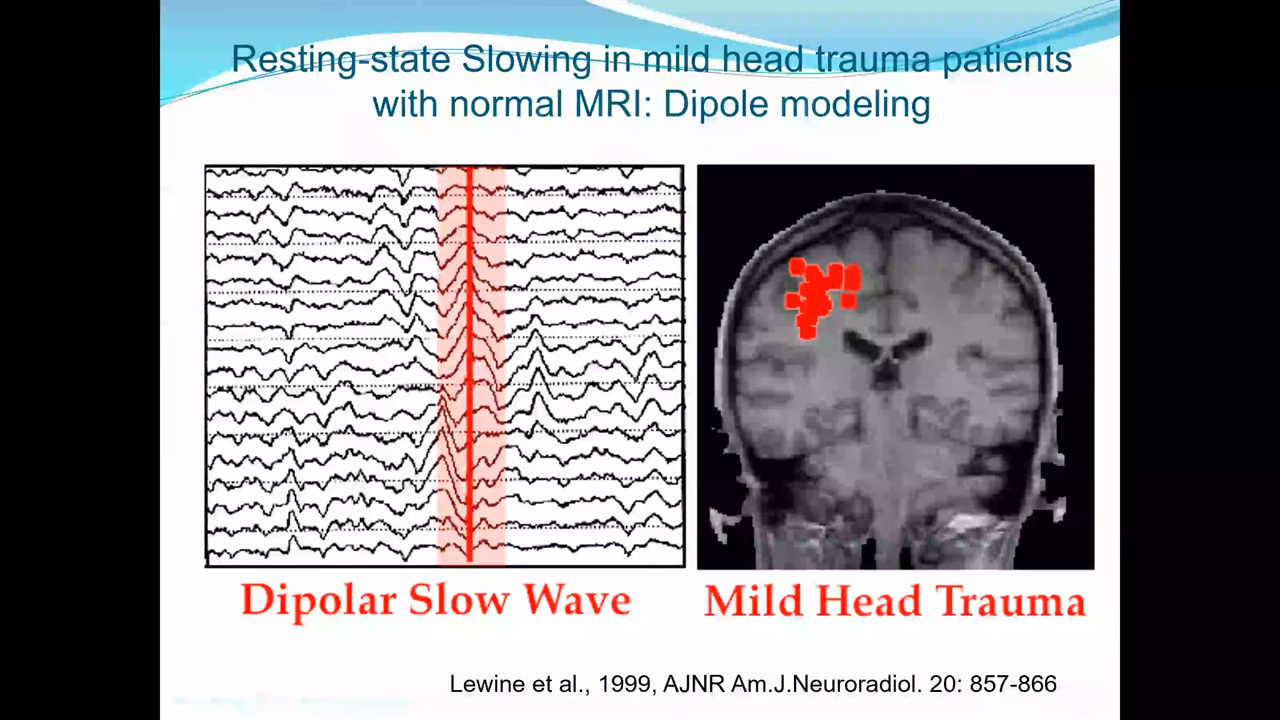 Resting-state Slowing in mild head trauma patients
with normal MRI: Dipole modeling
Dipolar Slow Wave
Mild Head Trauma
Lewine et al., 1999, AJNR Am.J.Neuroradiol. 20: 857-866